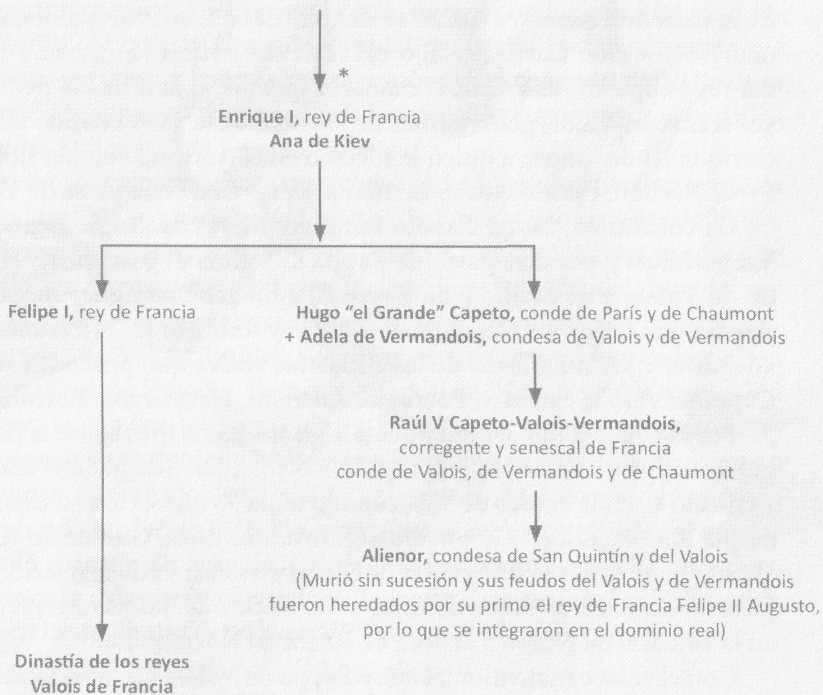 *
Enrique I, rey de Francia
Ana de Kiev
Felipe I, rey de Francia
Hugo “el Grande” Capeto, conde de París y de Chaumont
+ Adela de Vermandois, condesa de Valois y de Vermandois
Raúl V Capeto-Valois-Vermandois,
corregente y senescal de Francia
conde de Valois, de Vermandois y de Chaumont
Alienor, condesa de San Quintín y del Valois
(Murió sin sucesión y sus feudos del Valois y de Vermandois
fueron heredados por su primo el rey de Francia Felipe II Augusto,
por lo que se integraron en el dominio real)
Dinastía de los reyes
Valois de Francia